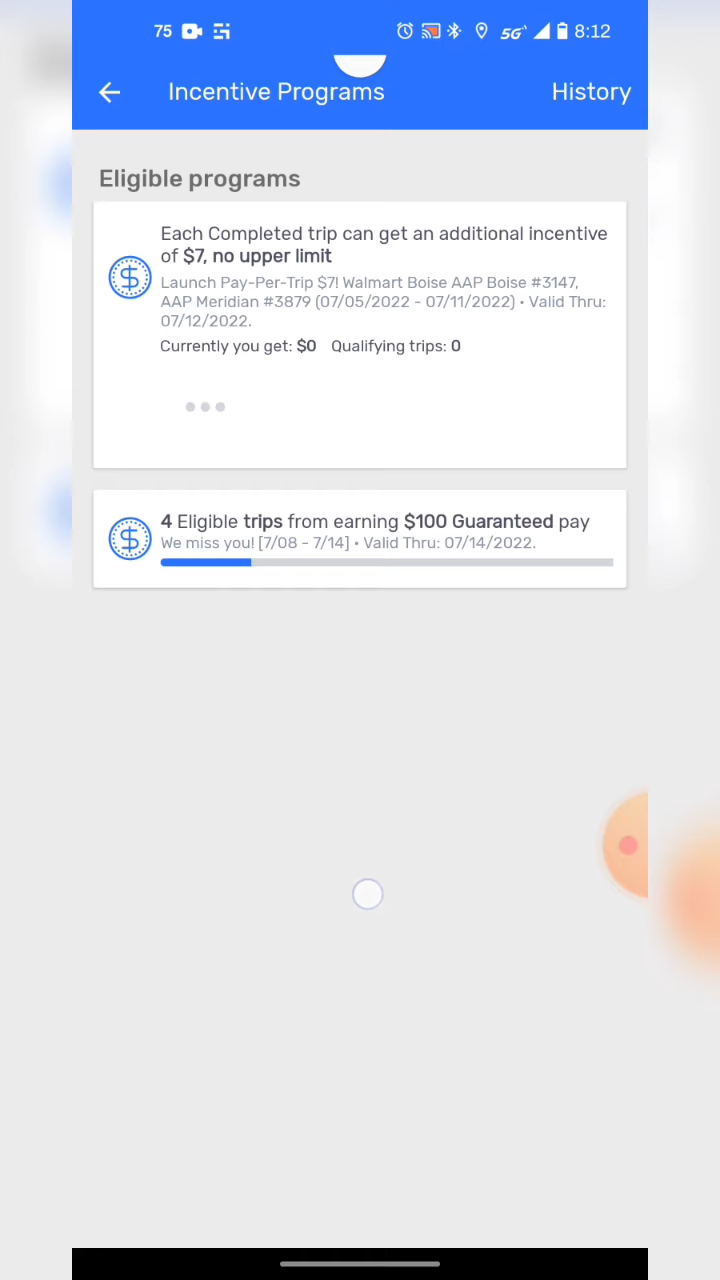 75 5G 8:12
Incentive Programs History
Eligible programs
Each Completed trip can get an additional incentive
of $7, no upper limit
Launch Pay-Per-Trip $7! Walmart Boise AAP Boise #3147,
AAP Meridian #3879 (07/05/2022 - 07/11/2022) • Valid Thru:
07/12/2022.
Currently you get: $0 Qualifying trips: 0
4 Eligible trips from earning $100 Guaranteed pay
We miss you! [7/08 - 7/14] • Valid Thru: 07/14/2022.